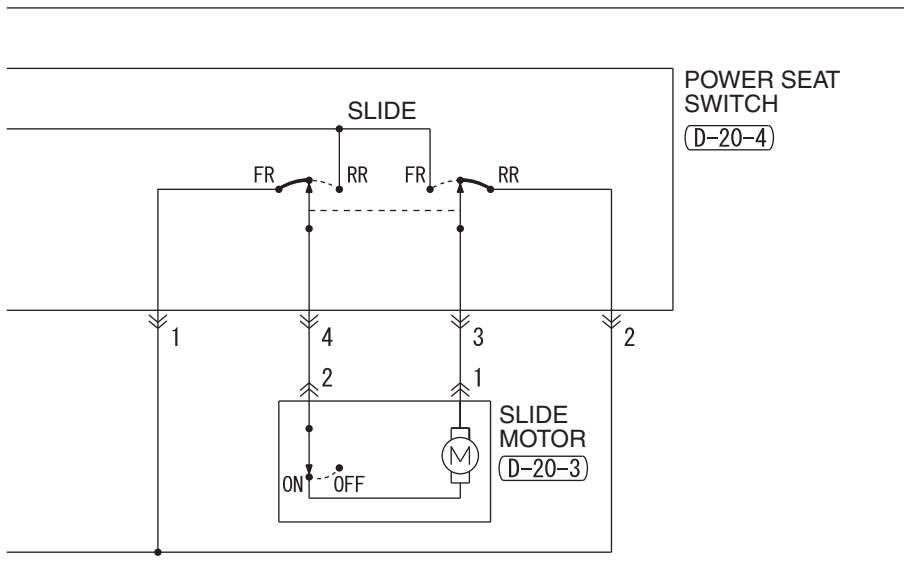 POWER SEAT
SWITCH
D-20-4
SLIDE
FR RR FR RR
1 4 3 2
2 1
SLIDE
MOTOR
D-20-3
M
ON OFF